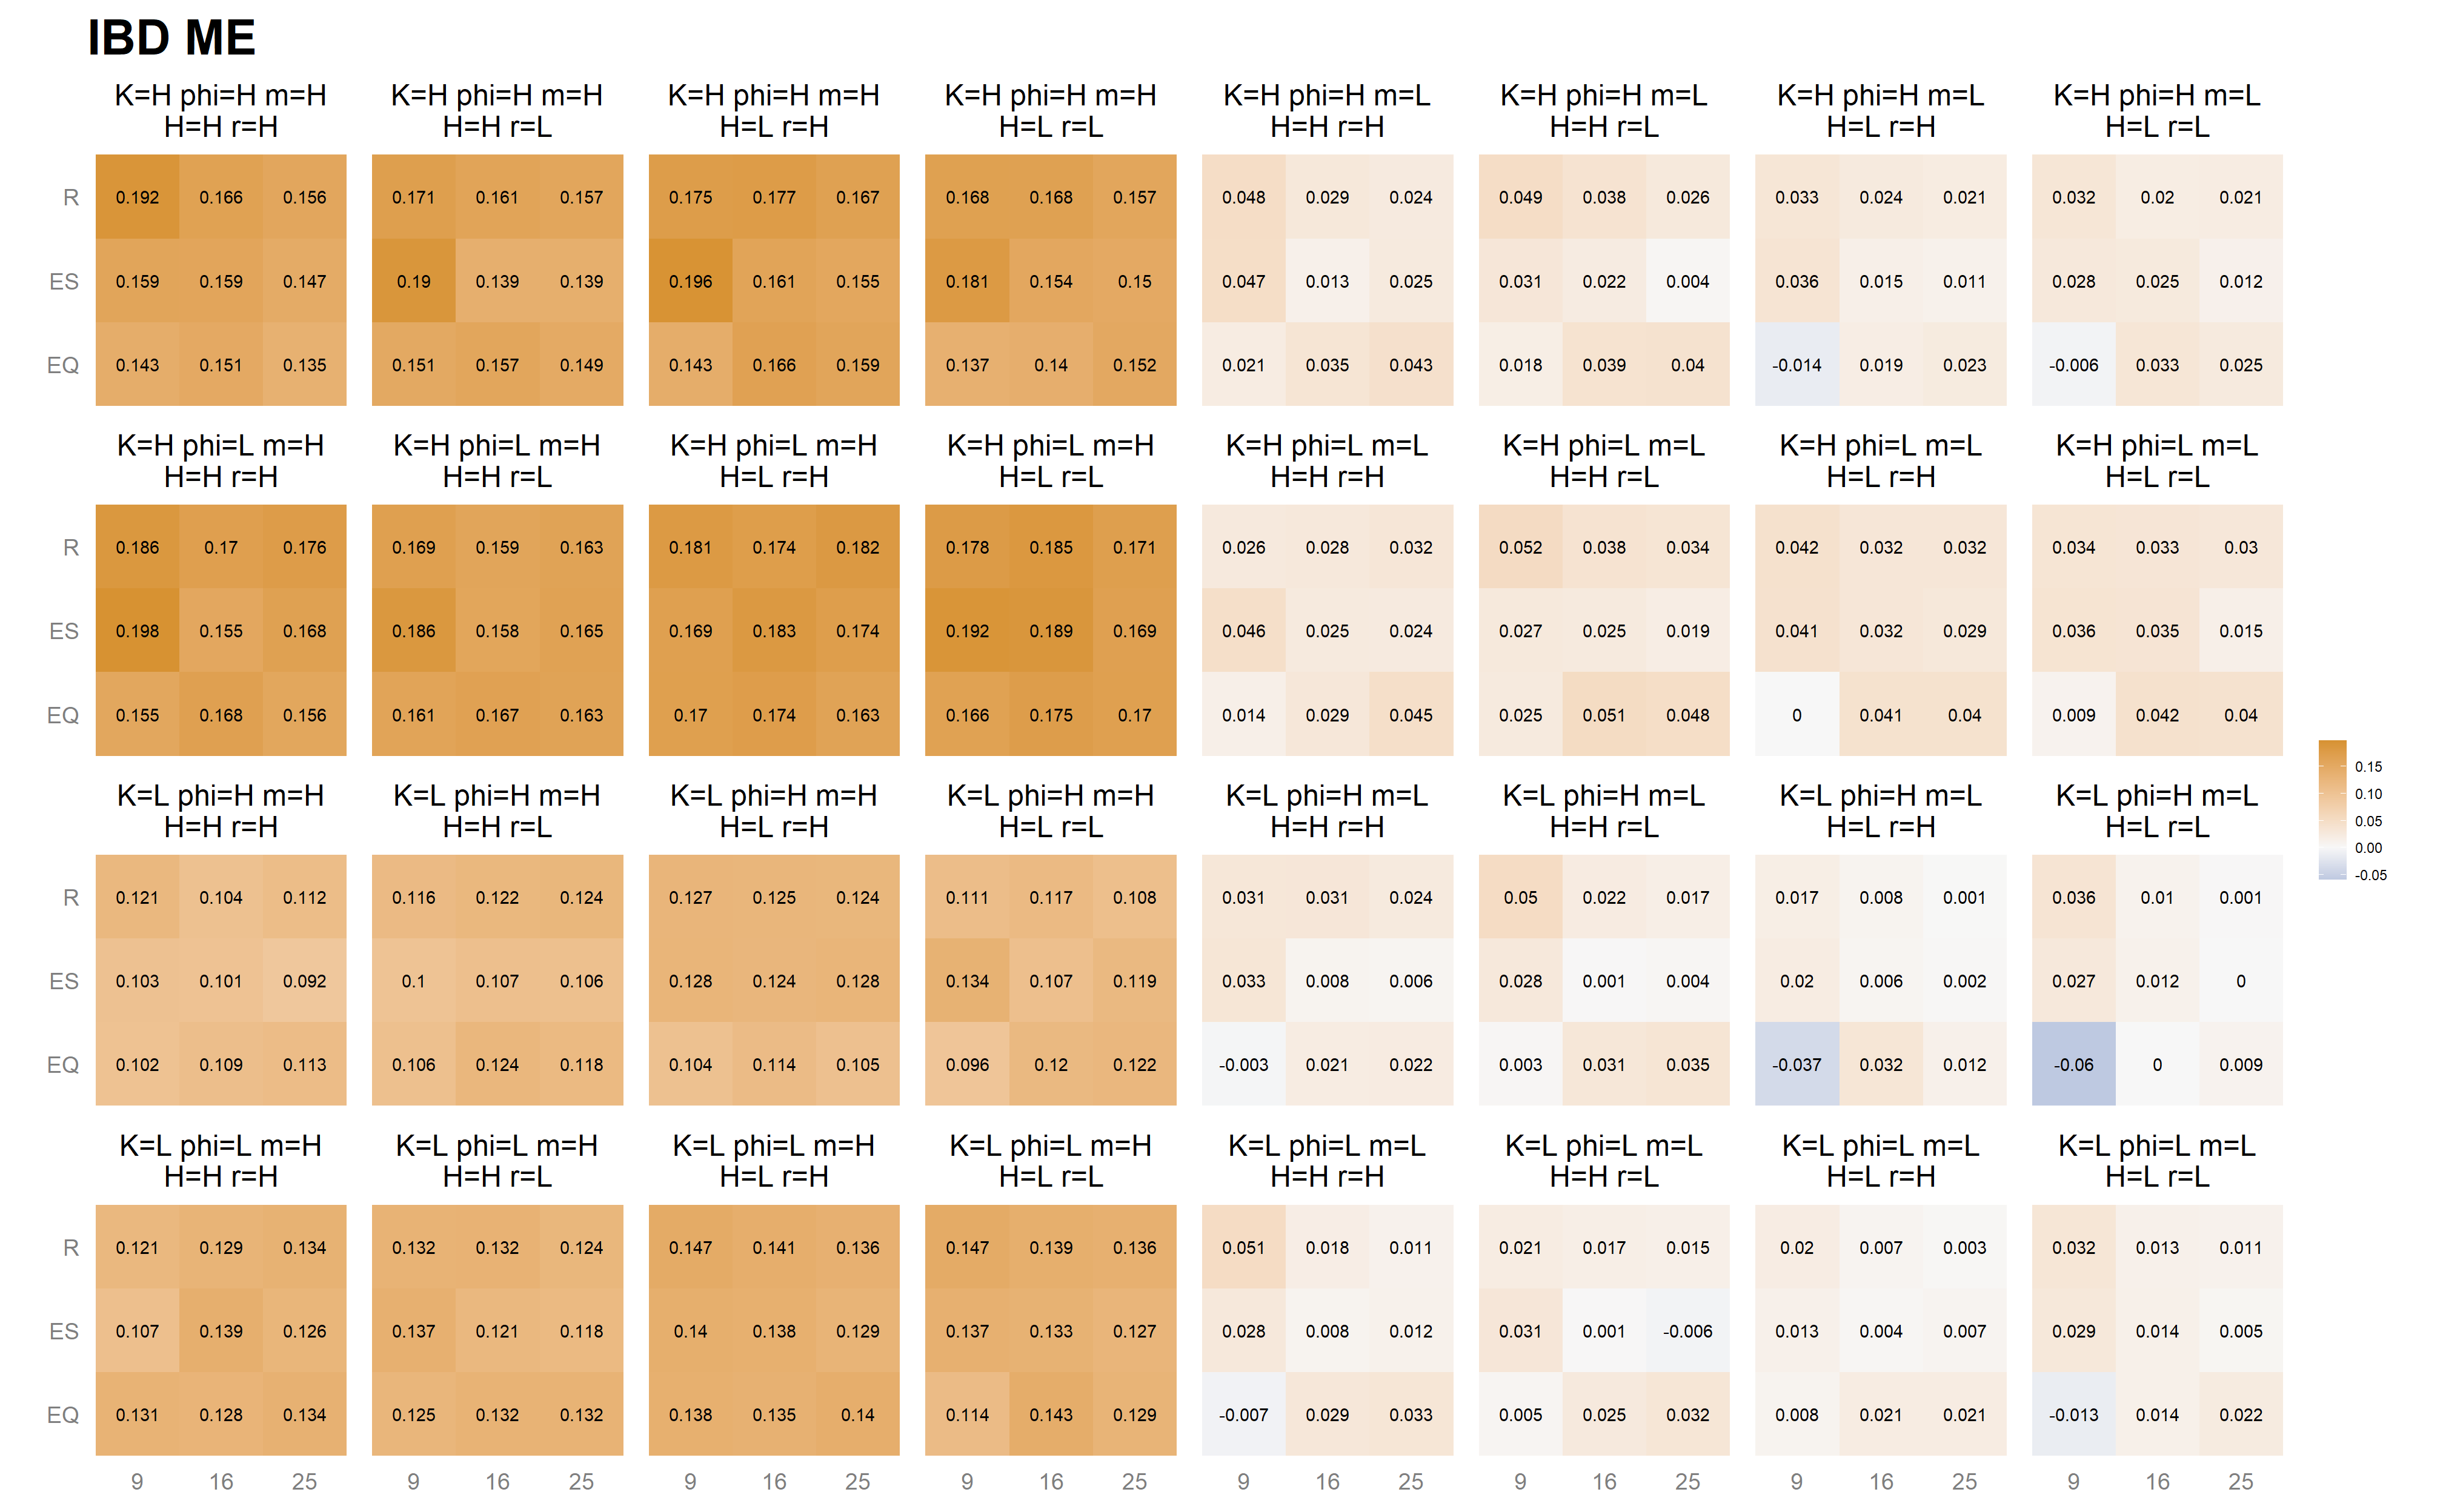 IBD ME
K=H phi=H m=H K=H phi=H m=H K=H phi=H m=H K=H phi=H m=H K=H phi=H m=L K=H phi=H m=L K=H phi=H m=L K=H phi=H m=L
H=H r=H H=H r=L H=L r=H H=L r=L H=H r=H H=H r=L H=L r=H H=L r=L
R 0.192 0.166 0.156 0.171 0.161 0.157 0.175 0.177 0.167 0.168 0.168 0.157 0.048 0.029 0.024 0.049 0.038 0.026 0.033 0.024 0.021 0.032 0.02 0.021
ES 0.159 0.159 0.147 0.19 0.139 0.139 0.196 0.161 0.155 0.181 0.154 0.15 0.047 0.013 0.025 0.031 0.022 0.004 0.036 0.015 0.011 0.028 0.025 0.012
EQ 0.143 0.151 0.135 0.151 0.157 0.149 0.143 0.166 0.159 0.137 0.14 0.152 0.021 0.035 0.043 0.018 0.039 0.04 -0.014 0.019 0.023 -0.006 0.033 0.025
K=H phi=L m=H K=H phi=L m=H K=H phi=L m=H K=H phi=L m=H K=H phi=L m=L K=H phi=L m=L K=H phi=L m=L K=H phi=L m=L
H=H r=H H=H r=L H=L r=H H=L r=L H=H r=H H=H r=L H=L r=H H=L r=L
R 0.186 0.17 0.176 0.169 0.159 0.163 0.181 0.174 0.182 0.178 0.185 0.171 0.026 0.028 0.032 0.052 0.038 0.034 0.042 0.032 0.032 0.034 0.033 0.03
ES 0.198 0.155 0.168 0.186 0.158 0.165 0.169 0.183 0.174 0.192 0.189 0.169 0.046 0.025 0.024 0.027 0.025 0.019 0.041 0.032 0.029 0.036 0.035 0.015
EQ 0.155 0.168 0.156 0.161 0.167 0.163 0.17 0.174 0.163 0.166 0.175 0.17 0.014 0.029 0.045 0.025 0.051 0.048 0 0.041 0.04 0.009 0.042 0.04
K=L phi=H m=H K=L phi=H m=H K=L phi=H m=H K=L phi=H m=H K=L phi=H m=L K=L phi=H m=L K=L phi=H m=L K=L phi=H m=L
H=H r=H H=H r=L H=L r=H H=L r=L H=H r=H H=H r=L H=L r=H H=L r=L
R 0.121 0.104 0.112 0.116 0.122 0.124 0.127 0.125 0.124 0.111 0.117 0.108 0.031 0.031 0.024 0.05 0.022 0.017 0.017 0.008 0.001 0.036 0.01 0.001
ES 0.103 0.101 0.092 0.1 0.107 0.106 0.128 0.124 0.128 0.134 0.107 0.119 0.033 0.008 0.006 0.028 0.001 0.004 0.02 0.006 0.002 0.027 0.012 0
EQ 0.102 0.109 0.113 0.106 0.124 0.118 0.104 0.114 0.105 0.096 0.12 0.122 -0.003 0.021 0.022 0.003 0.031 0.035 -0.037 0.032 0.012 -0.06 0 0.009
K=L phi=L m=H K=L phi=L m=H K=L phi=L m=H K=L phi=L m=H K=L phi=L m=L K=L phi=L m=L K=L phi=L m=L K=L phi=L m=L
H=H r=H H=H r=L H=L r=H H=L r=L H=H r=H H=H r=L H=L r=H H=L r=L
R 0.121 0.129 0.134 0.132 0.132 0.124 0.147 0.141 0.136 0.147 0.139 0.136 0.051 0.018 0.011 0.021 0.017 0.015 0.02 0.007 0.003 0.032 0.013 0.011
ES 0.107 0.139 0.126 0.137 0.121 0.118 0.14 0.138 0.129 0.137 0.133 0.127 0.028 0.008 0.012 0.031 0.001 -0.006 0.013 0.004 0.007 0.029 0.014 0.005
EQ 0.131 0.128 0.134 0.125 0.132 0.132 0.138 0.135 0.14 0.114 0.143 0.129 -0.007 0.029 0.033 0.005 0.025 0.032 0.008 0.021 0.021 -0.013 0.014 0.022
9 16 25 9 16 25 9 16 25 9 16 25 9 16 25 9 16 25 9 16 25 9 16 25
0.15
0.10
0.05
0.00
-0.05